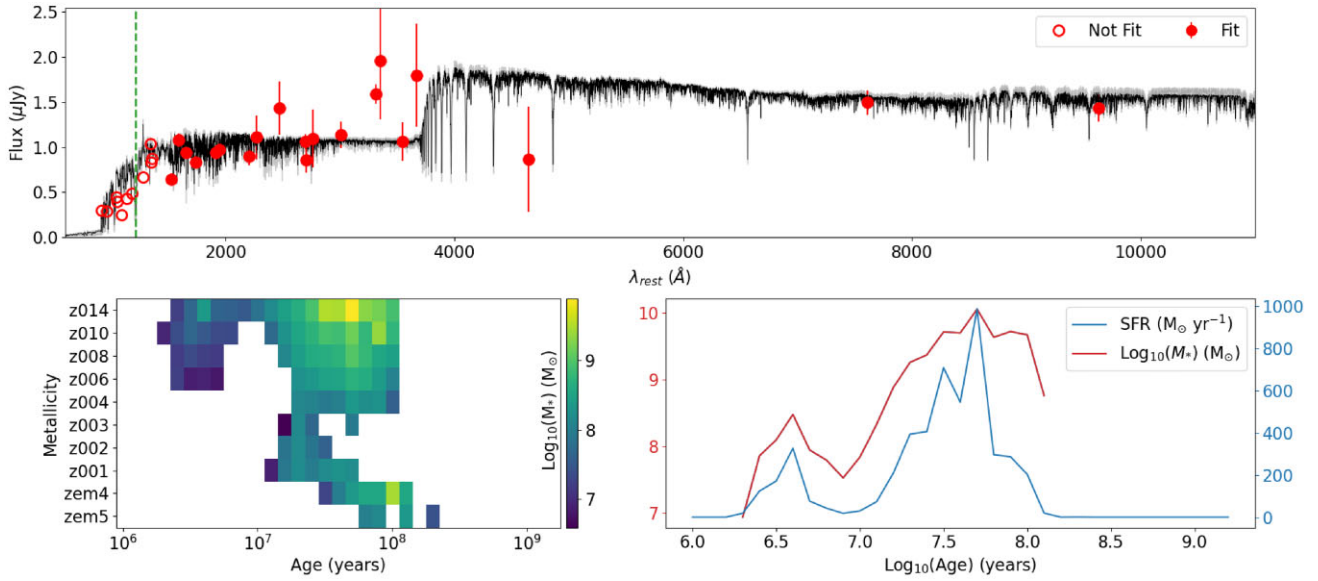 2.5
2.0
1.5
1.0
0.5
0.0
Flux (μJy)
Not Fit
Fit
2000 4000 6000 8000 10000
λrest (Å)
z014
z010
z008
z006
z004
z003
z002
z001
zem4
zem5
Metallicity
10⁶ 10⁷ 10⁸ 10⁹
Age (years)
9
8
7
Log₁₀(M*) (M⊙)
10
9
8
7
SFR (M⊙ yr⁻¹)
Log₁₀(M*) (M⊙)
1000
800
600
400
200
0
6.0 6.5 7.0 7.5 8.0 8.5 9.0
Log₁₀(Age) (years)